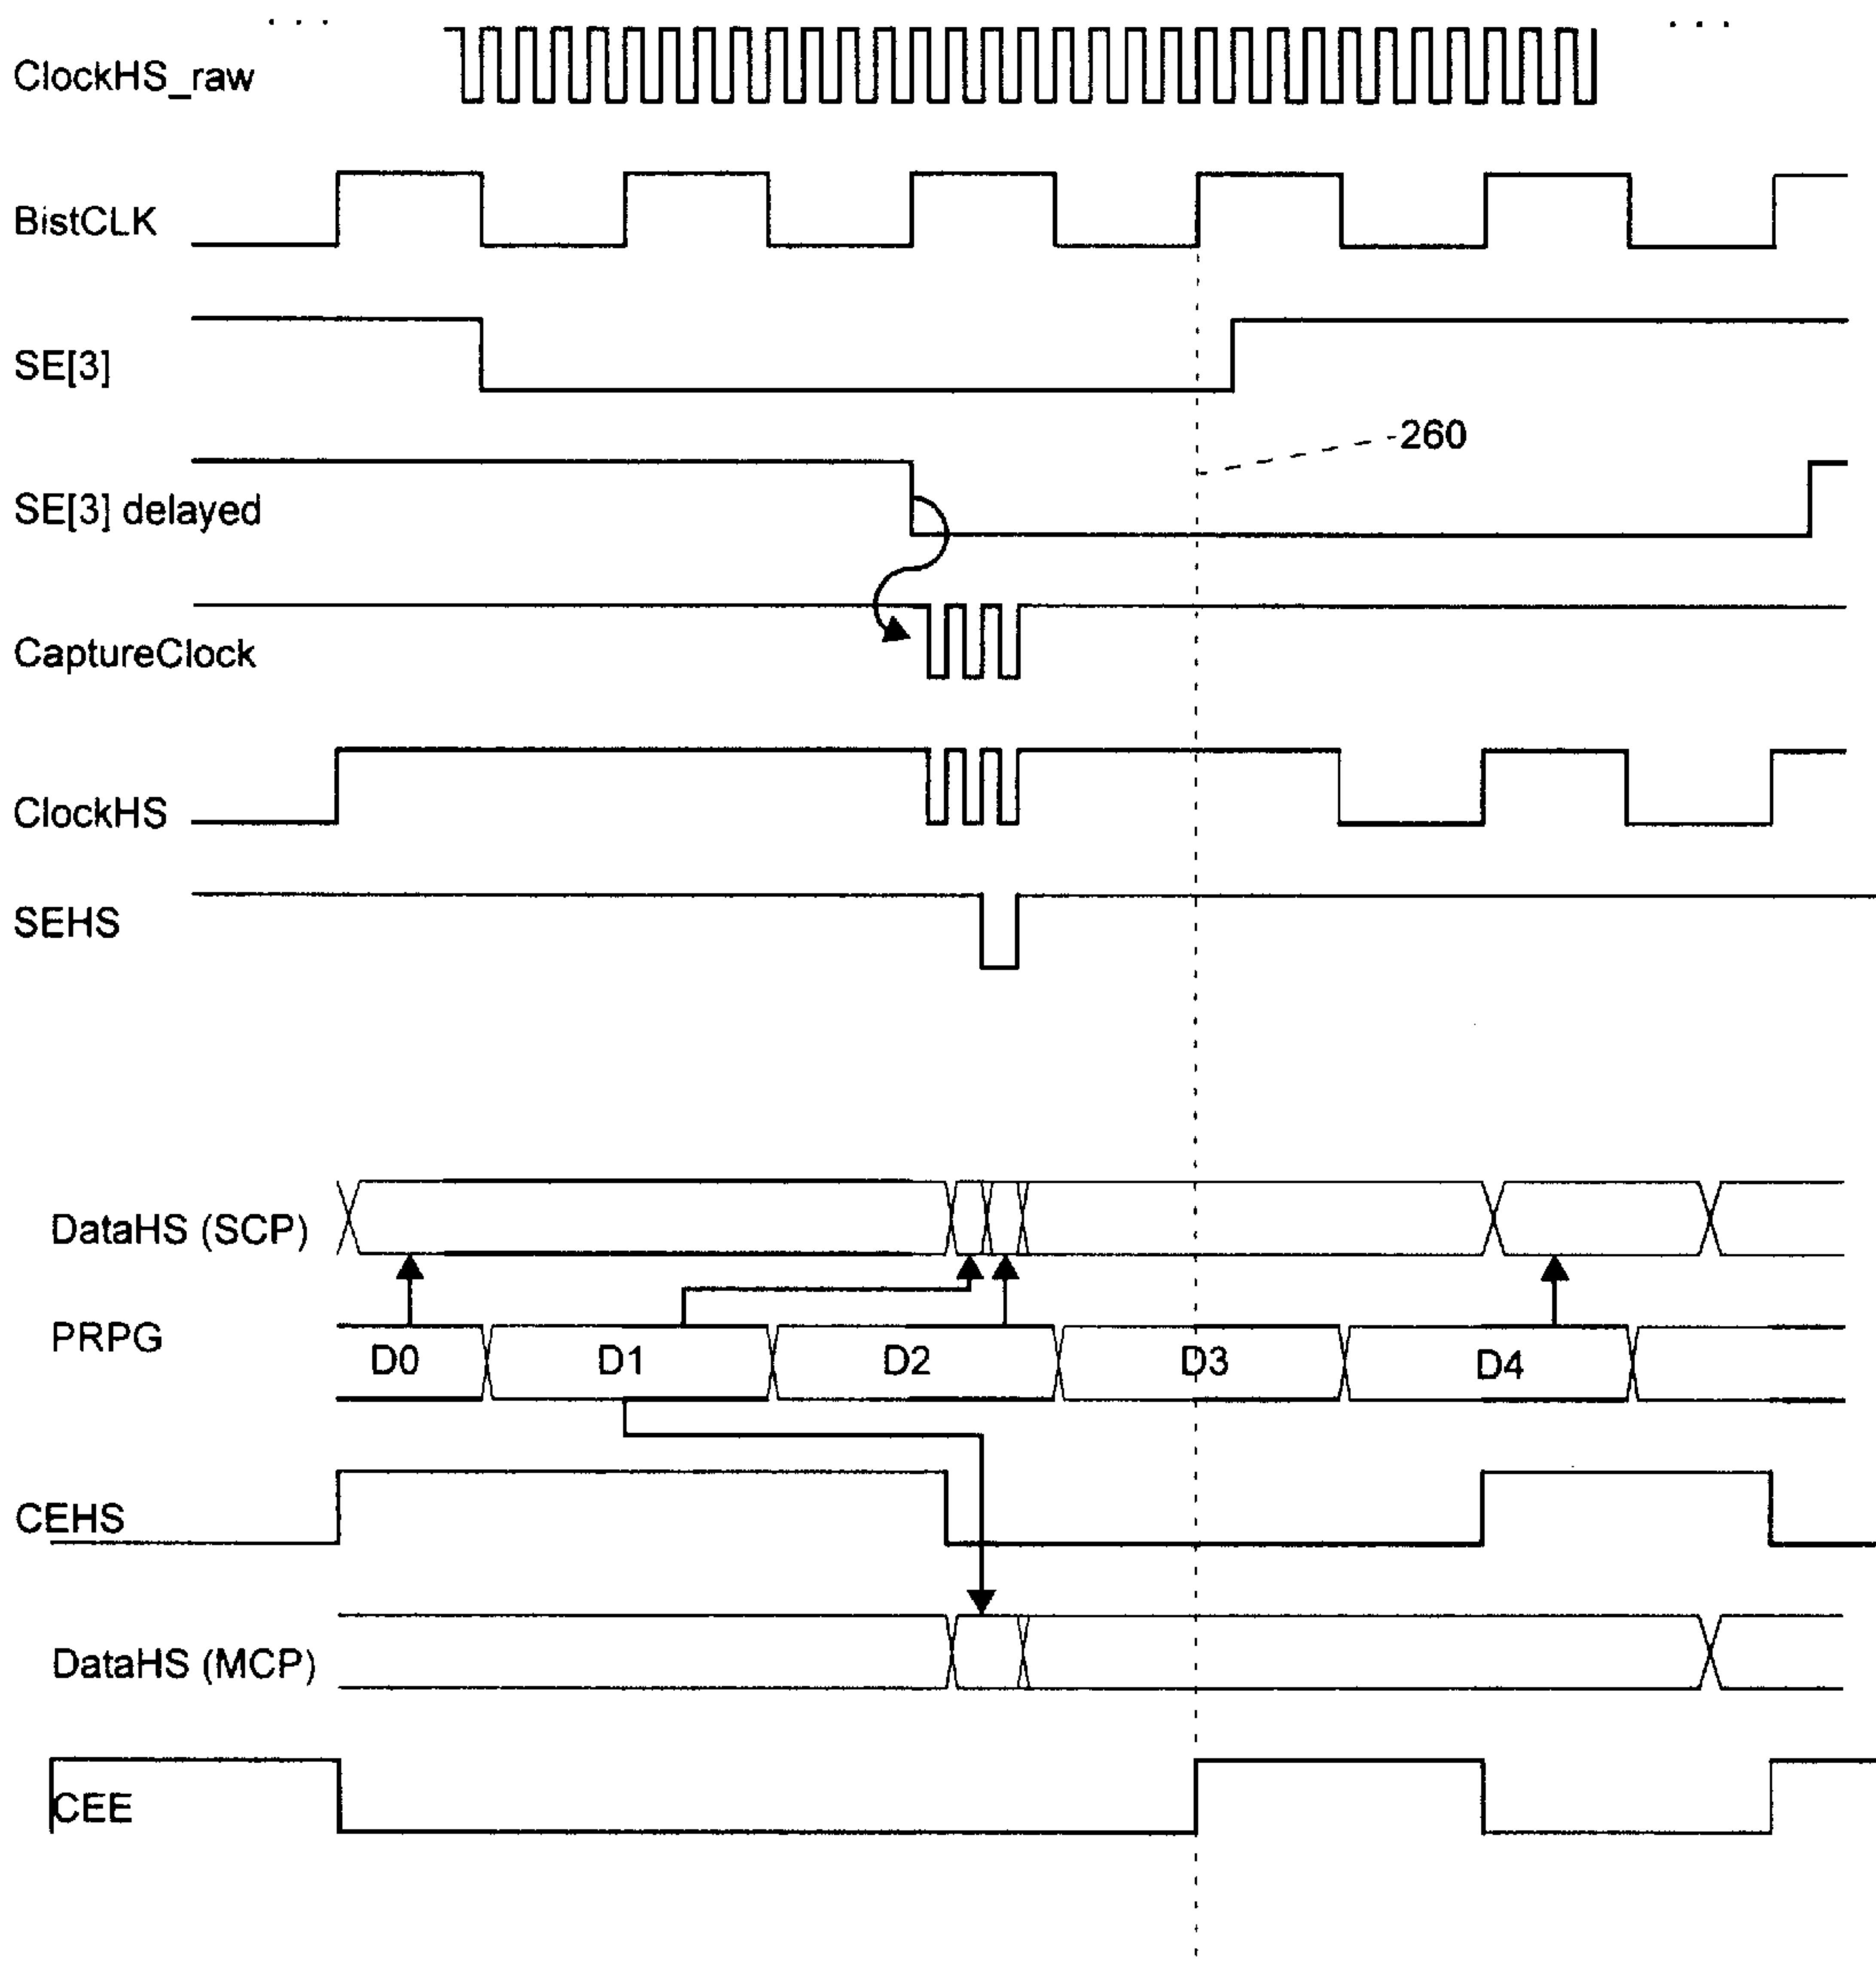 . . .
. . .
ClockHS_raw
BistCLK
SE[3]
260
SE[3] delayed
CaptureClock
ClockHS
SEHS
DataHS (SCP)
PRPG
D0 D1 D2 D3 D4
CEHS
DataHS (MCP)
CEE